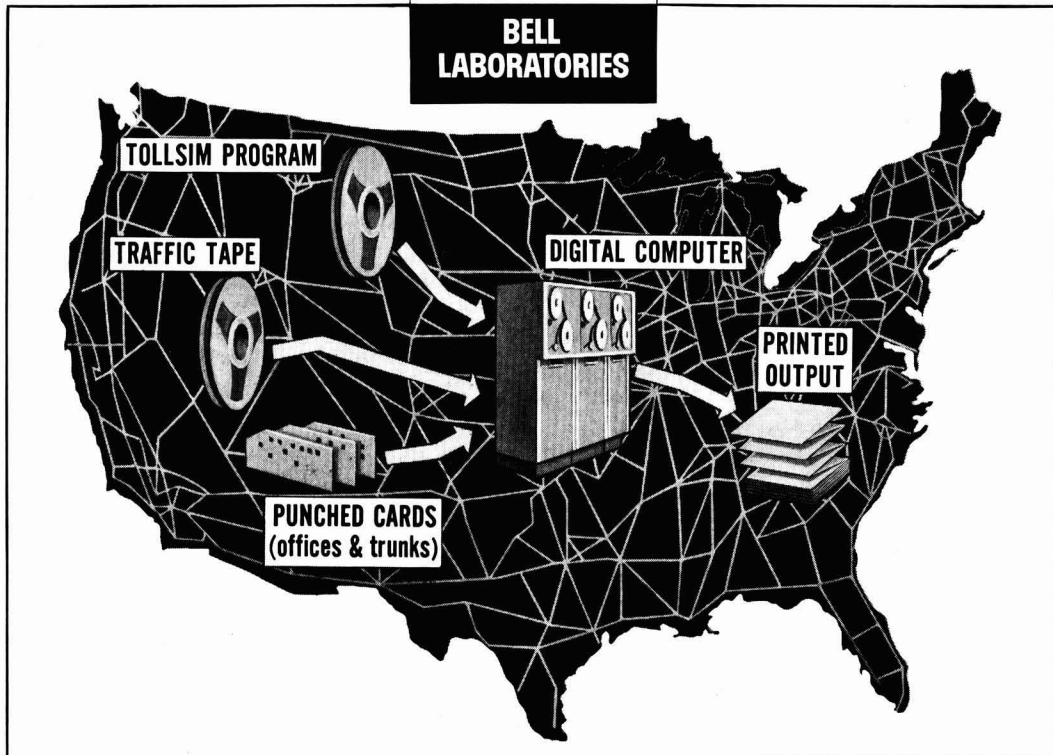 BELL
LABORATORIES
TOLLSIM PROGRAM
TRAFFIC TAPE
DIGITAL COMPUTER
PRINTED
OUTPUT
PUNCHED CARDS
(offices & trunks)